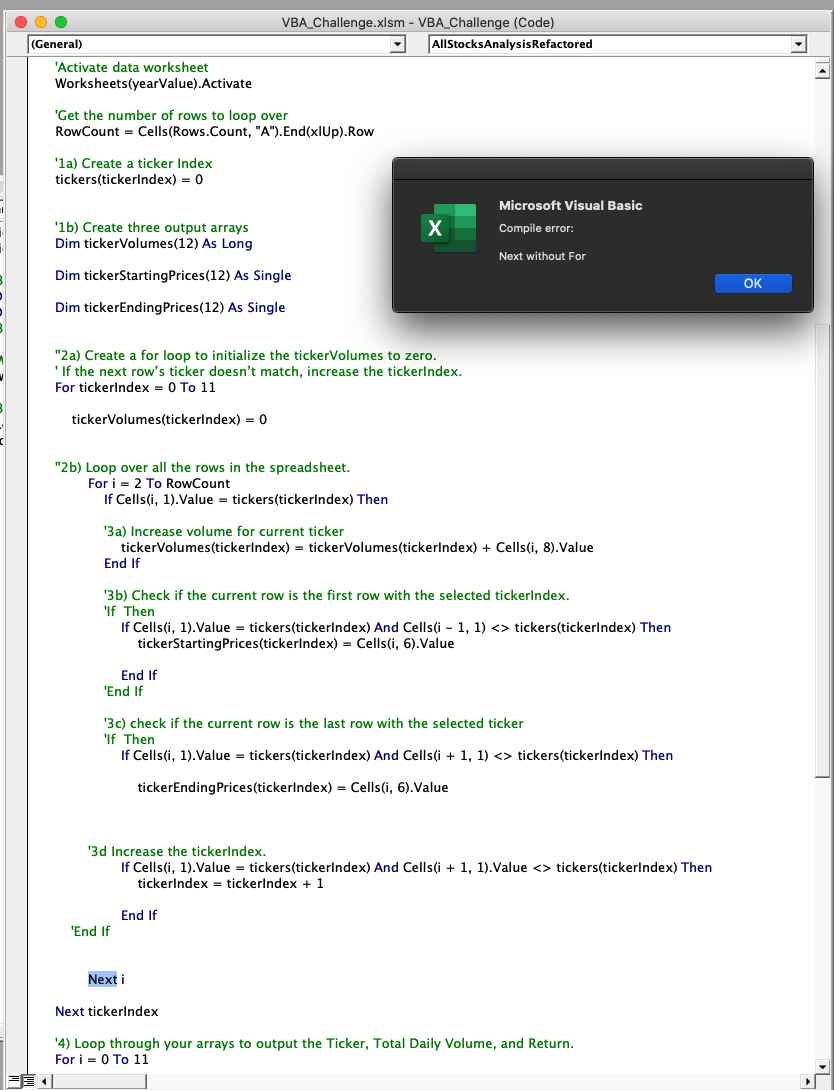 VBA_Challenge.xlsm - VBA_Challenge (Code)
(General)
AllStocksAnalysisRefactored
'Activate data worksheet
Worksheets(yearValue).Activate
'Get the number of rows to loop over
RowCount = Cells(Rows.Count, "A").End(xlUp).Row
'1a) Create a ticker Index
tickers(tickerIndex) = 0
'1b) Create three output arrays
Dim tickerVolumes(12) As Long
Dim tickerStartingPrices(12) As Single
Dim tickerEndingPrices(12) As Single
X
Microsoft Visual Basic
Compile error:
Next without For
OK
''2a) Create a for loop to initialize the tickerVolumes to zero.
' If the next row's ticker doesn't match, increase the tickerIndex.
For tickerIndex = 0 To 11
tickerVolumes(tickerIndex) = 0
''2b) Loop over all the rows in the spreadsheet.
For i = 2 To RowCount
If Cells(i, 1).Value = tickers(tickerIndex) Then
'3a) Increase volume for current ticker
tickerVolumes(tickerIndex) = tickerVolumes(tickerIndex) + Cells(i, 8).Value
End If
'3b) Check if the current row is the first row with the selected tickerIndex.
'If  Then
If Cells(i, 1).Value = tickers(tickerIndex) And Cells(i - 1, 1) <> tickers(tickerIndex) Then
tickerStartingPrices(tickerIndex) = Cells(i, 6).Value
End If
'End If
'3c) check if the current row is the last row with the selected ticker
'If  Then
If Cells(i, 1).Value = tickers(tickerIndex) And Cells(i + 1, 1) <> tickers(tickerIndex) Then
tickerEndingPrices(tickerIndex) = Cells(i, 6).Value
'3d Increase the tickerIndex.
If Cells(i, 1).Value = tickers(tickerIndex) And Cells(i + 1, 1).Value <> tickers(tickerIndex) Then
tickerIndex = tickerIndex + 1
End If
'End If
Next i
Next tickerIndex
'4) Loop through your arrays to output the Ticker, Total Daily Volume, and Return.
For i = 0 To 11